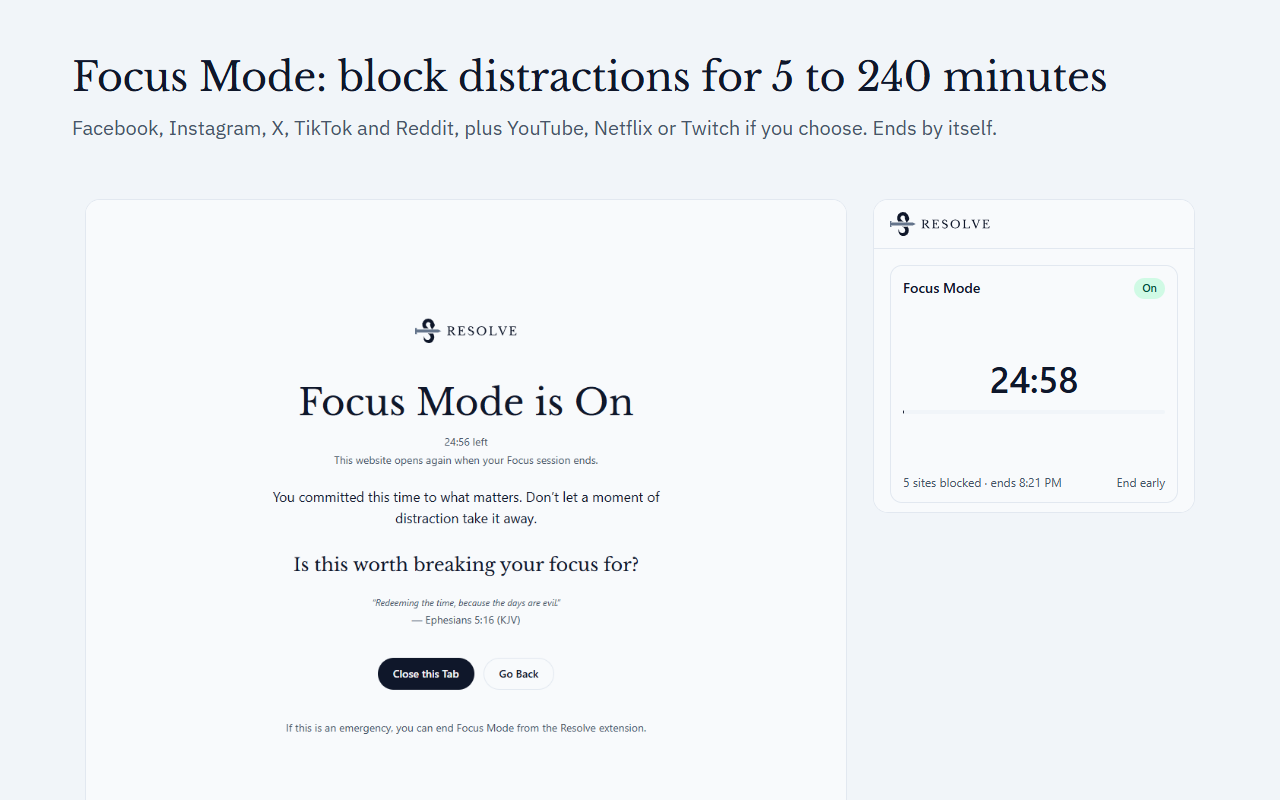 Focus Mode: block distractions for 5 to 240 minutes
Facebook, Instagram, X, TikTok and Reddit, plus YouTube, Netflix or Twitch if you choose. Ends by itself.
RESOLVE
Focus Mode is On
24:56 left
This website opens again when your Focus session ends.
You committed this time to what matters. Don't let a moment of
distraction take it away.
Is this worth breaking your focus for?
"Redeeming the time, because the days are evil."
— Ephesians 5:16 (KJV)
Close this Tab
Go Back
If this is an emergency, you can end Focus Mode from the Resolve extension.
RESOLVE
Focus Mode
On
24:58
5 sites blocked · ends 8:21 PM
End early